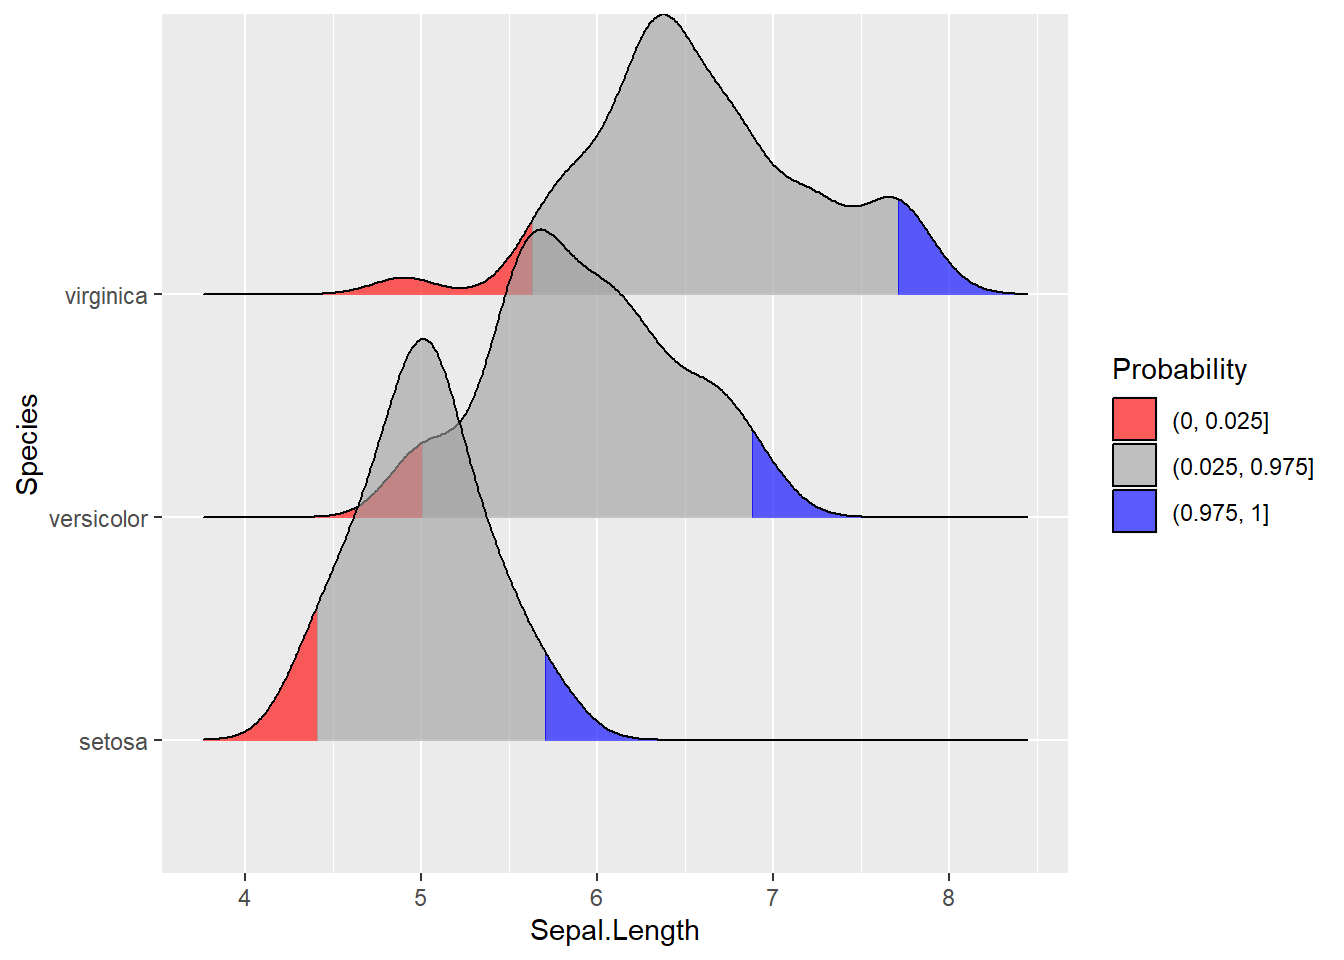 virginica
versicolor
setosa
Species
4 5 6 7 8
Sepal.Length
Probability
(0, 0.025]
(0.025, 0.975]
(0.975, 1]